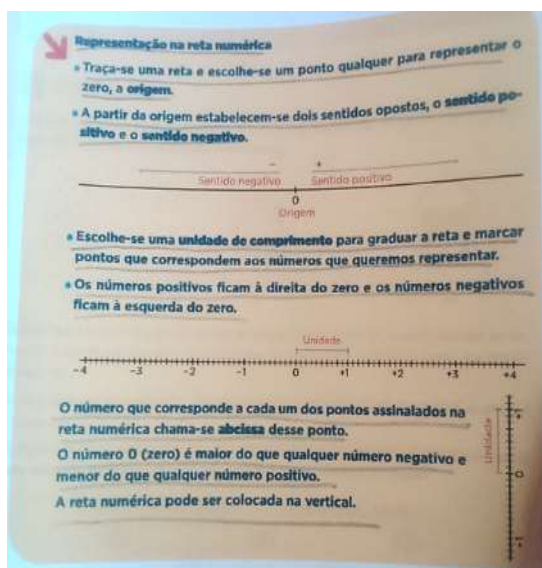 Representação na reta numérica
• Traça-se uma reta e escolhe-se um ponto qualquer para representar o
zero, a origem.
• A partir da origem estabelecem-se dois sentidos opostos, o sentido po-
sitivo e o sentido negativo.
- +
Sentido negativo Sentido positivo
0
Origem
• Escolhe-se uma unidade de comprimento para graduar a reta e marcar
pontos que correspondem aos números que queremos representar.
• Os números positivos ficam à direita do zero e os números negativos
ficam à esquerda do zero.
Unidade
-4 -3 -2 -1 0 +1 +2 +3 +4
O número que corresponde a cada um dos pontos assinalados na
reta numérica chama-se abcissa desse ponto.
O número 0 (zero) é maior do que qualquer número negativo e
menor do que qualquer número positivo.
A reta numérica pode ser colocada na vertical.
+1
Unidade
0
-1